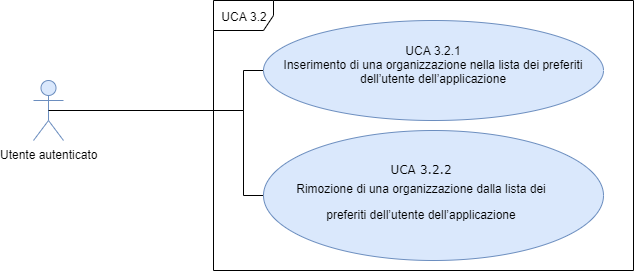 UCA 3.2
UCA 3.2.1
Inserimento di una organizzazione nella lista dei preferiti
dell'utente dell'applicazione
Utente autenticato
UCA 3.2.2
Rimozione di una organizzazione dalla lista dei
preferiti dell'utente dell'applicazione